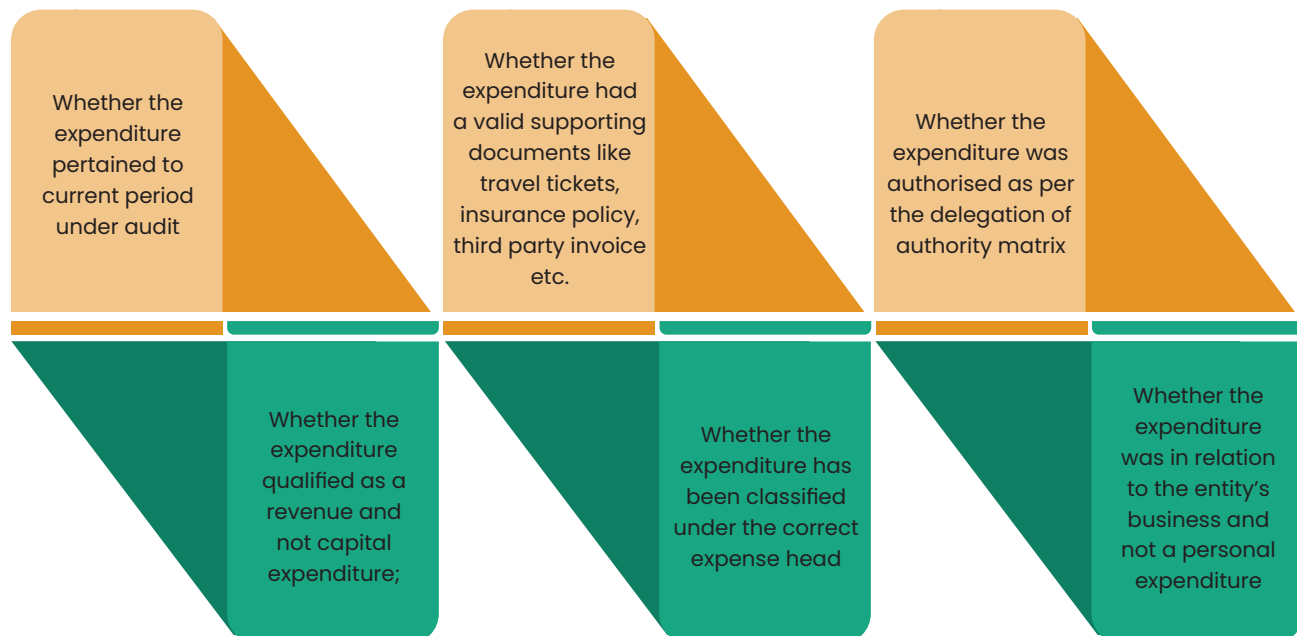 Whether the
expenditure
pertained to
current period
under audit
Whether the
expenditure
qualified as a
revenue and
not capital
expenditure;
Whether the
expenditure had
a valid supporting
documents like
travel tickets,
insurance policy,
third party invoice
etc.
Whether the
expenditure has
been classified
under the correct
expense head
Whether the
expenditure was
authorised as per
the delegation of
authority matrix
Whether the
expenditure
was in relation
to the entity’s
business and
not a personal
expenditure